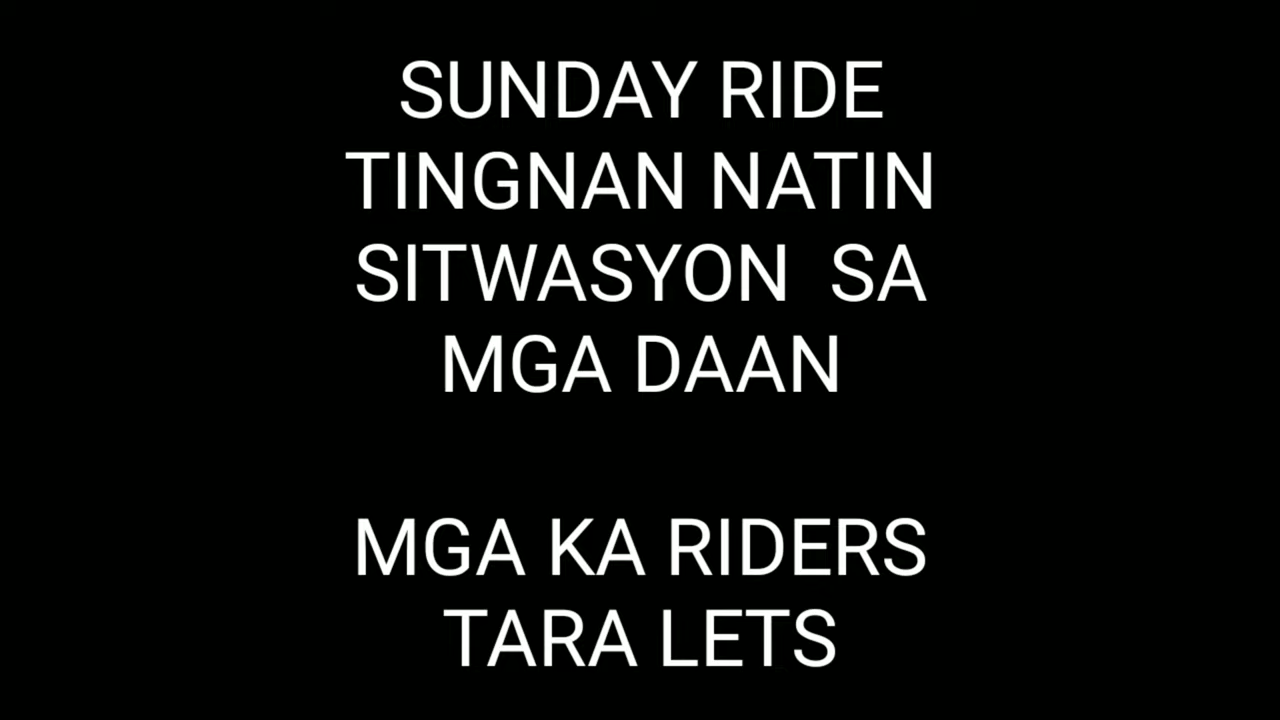 SUNDAY RIDE
TINGNAN NATIN
SITWASYON  SA
MGA DAAN
MGA KA RIDERS
TARA LETS